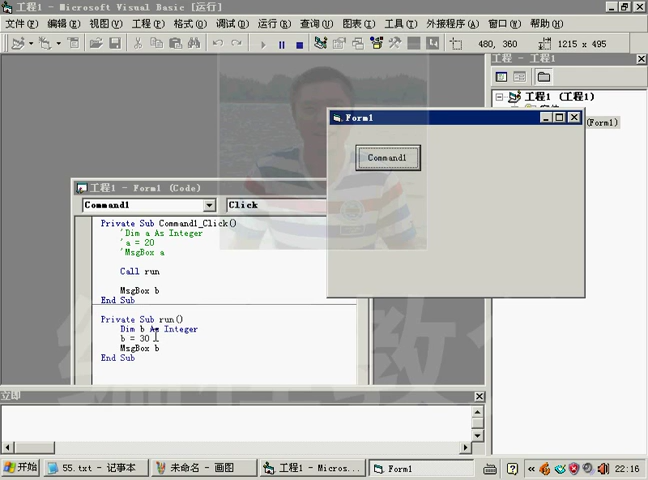 工程1 - Microsoft Visual Basic [运行]
文件(F) 编辑(E) 视图(V) 工程(P) 格式(O) 调试(D) 运行(R) 查询(U) 图表(I) 工具(T) 外接程序(A) 窗口(W) 帮助(H)
480, 360 1215 x 495
工程 - 工程1
工程1 (工程1)
(Form1)
Form1
Command1
工程1 - Form1 (Code)
Command1 Click
Private Sub Command1_Click()
'Dim a As Integer
'a = 20
'MsgBox a
Call run
MsgBox b
End Sub
Private Sub run()
Dim b As Integer
b = 30
MsgBox b
End Sub
立即
开始 55.txt - 记事本 未命名 - 画图 工程1 - Micros... Form1 22:16